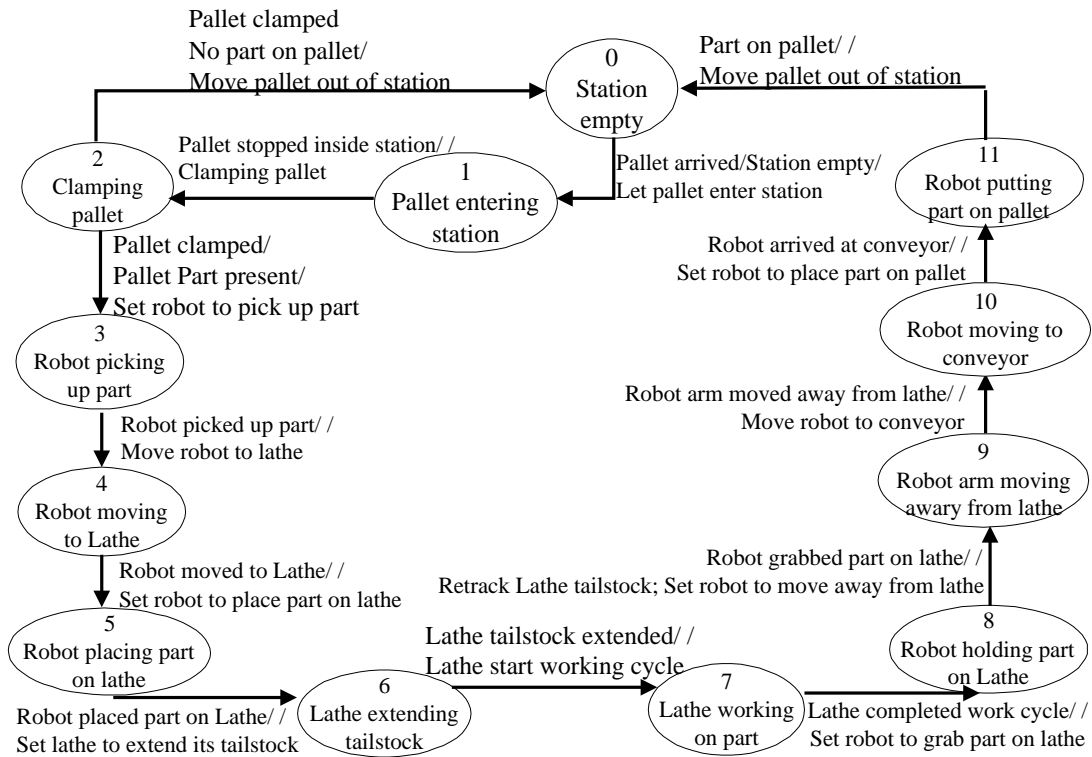 Pallet clamped
No part on pallet/
Move pallet out of station
0
Station
empty
Part on pallet/ /
Move pallet out of station
2
Clamping
pallet
Pallet stopped inside station/ /
Clamping pallet
1
Pallet entering
station
Pallet arrived/Station empty/
Let pallet enter station
11
Robot putting
part on pallet
Pallet clamped/
Pallet Part present/
Set robot to pick up part
Robot arrived at conveyor/ /
Set robot to place part on pallet
3
Robot picking
up part
10
Robot moving to
conveyor
Robot picked up part/ /
Move robot to lathe
Robot arm moved away from lathe/ /
Move robot to conveyor
4
Robot moving
to Lathe
9
Robot arm moving
awary from lathe
Robot moved to Lathe/ /
Set robot to place part on lathe
Robot grabbed part on lathe/ /
Retrack Lathe tailstock; Set robot to move away from lathe
5
Robot placing part
on lathe
Lathe tailstock extended/ /
Lathe start working cycle
8
Robot holding part
on Lathe
Robot placed part on Lathe/ /
Set lathe to extend its tailstock
6
Lathe extending
tailstock
7
Lathe working
on part
Lathe completed work cycle/ /
Set robot to grab part on lathe